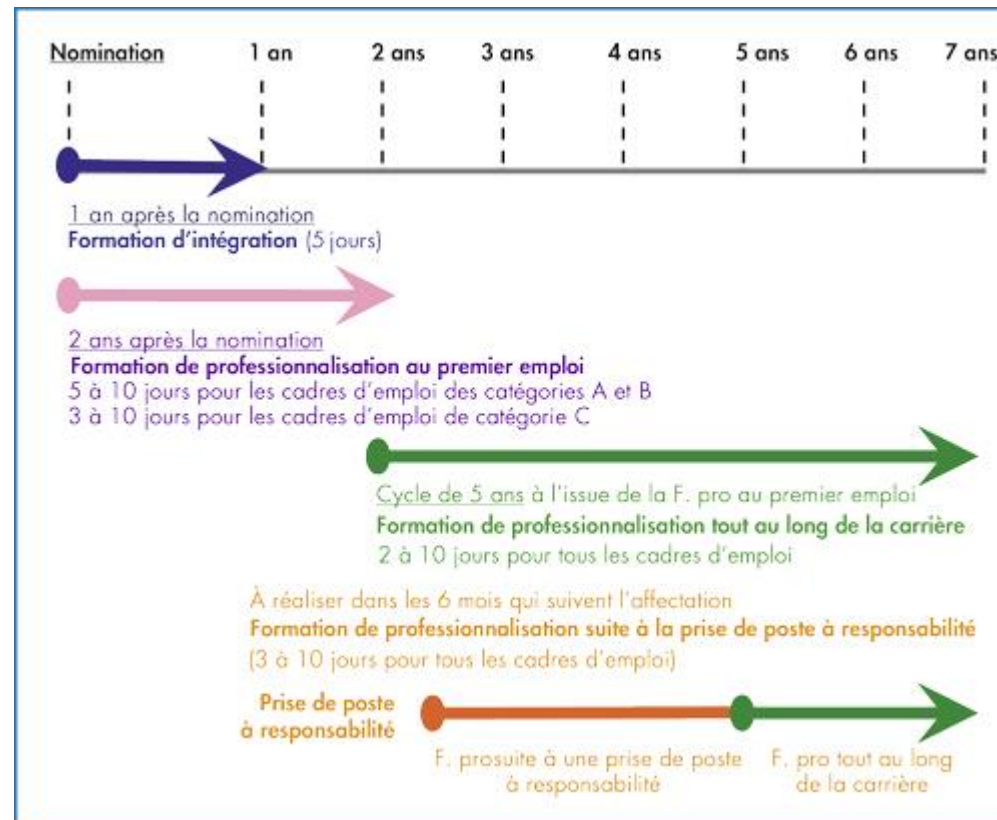 Nomination 1 an 2 ans 3 ans 4 ans 5 ans 6 ans 7 ans
1 an après la nomination
Formation d'intégration (5 jours)
2 ans après la nomination
Formation de professionnalisation au premier emploi
5 à 10 jours pour les cadres d'emploi des catégories A et B
3 à 10 jours pour les cadres d'emploi de catégorie C
Cycle de 5 ans à l'issue de la F. pro au premier emploi
Formation de professionnalisation tout au long de la carrière
2 à 10 jours pour tous les cadres d'emploi
À réaliser dans les 6 mois qui suivent l'affectation
Formation de professionnalisation suite à la prise de poste à responsabilité
(3 à 10 jours pour tous les cadres d'emploi)
Prise de poste
à responsabilité
F. prosuite à une prise de poste
à responsabilité
F. pro tout au long
de la carrière